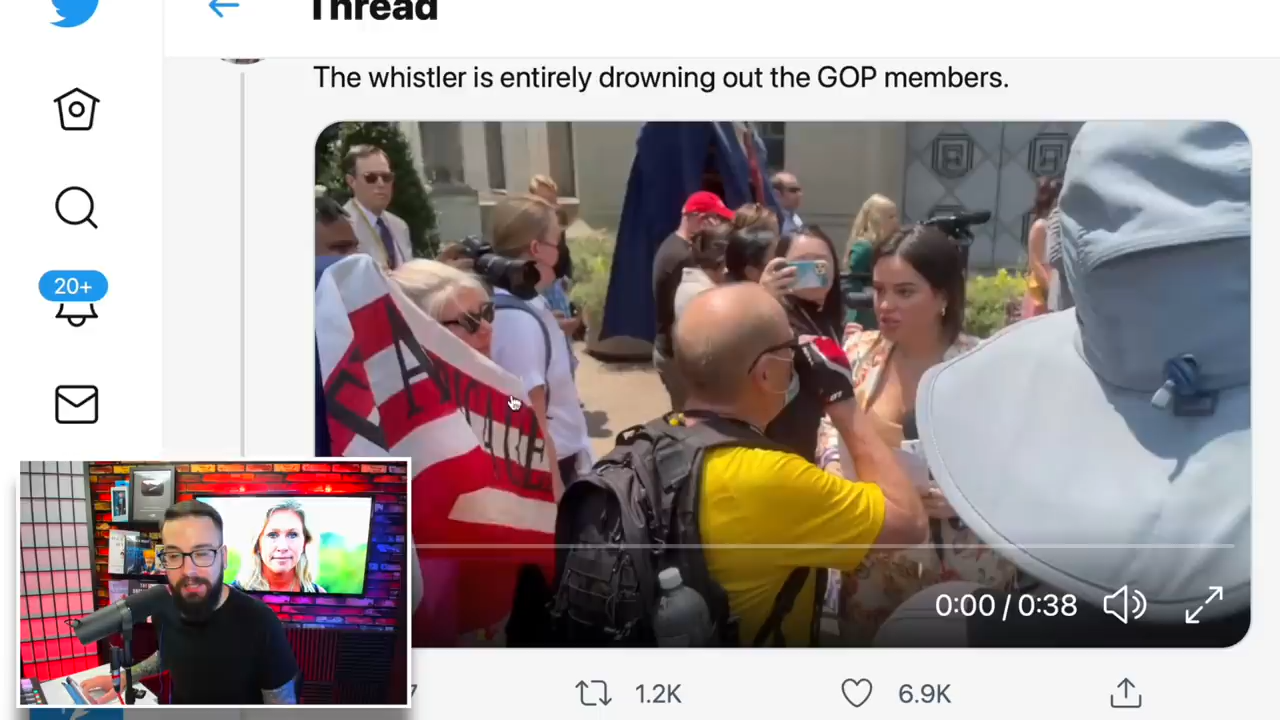 Thread
The whistler is entirely drowning out the GOP members.
20+
0:00 / 0:38
7
1.2K
6.9K